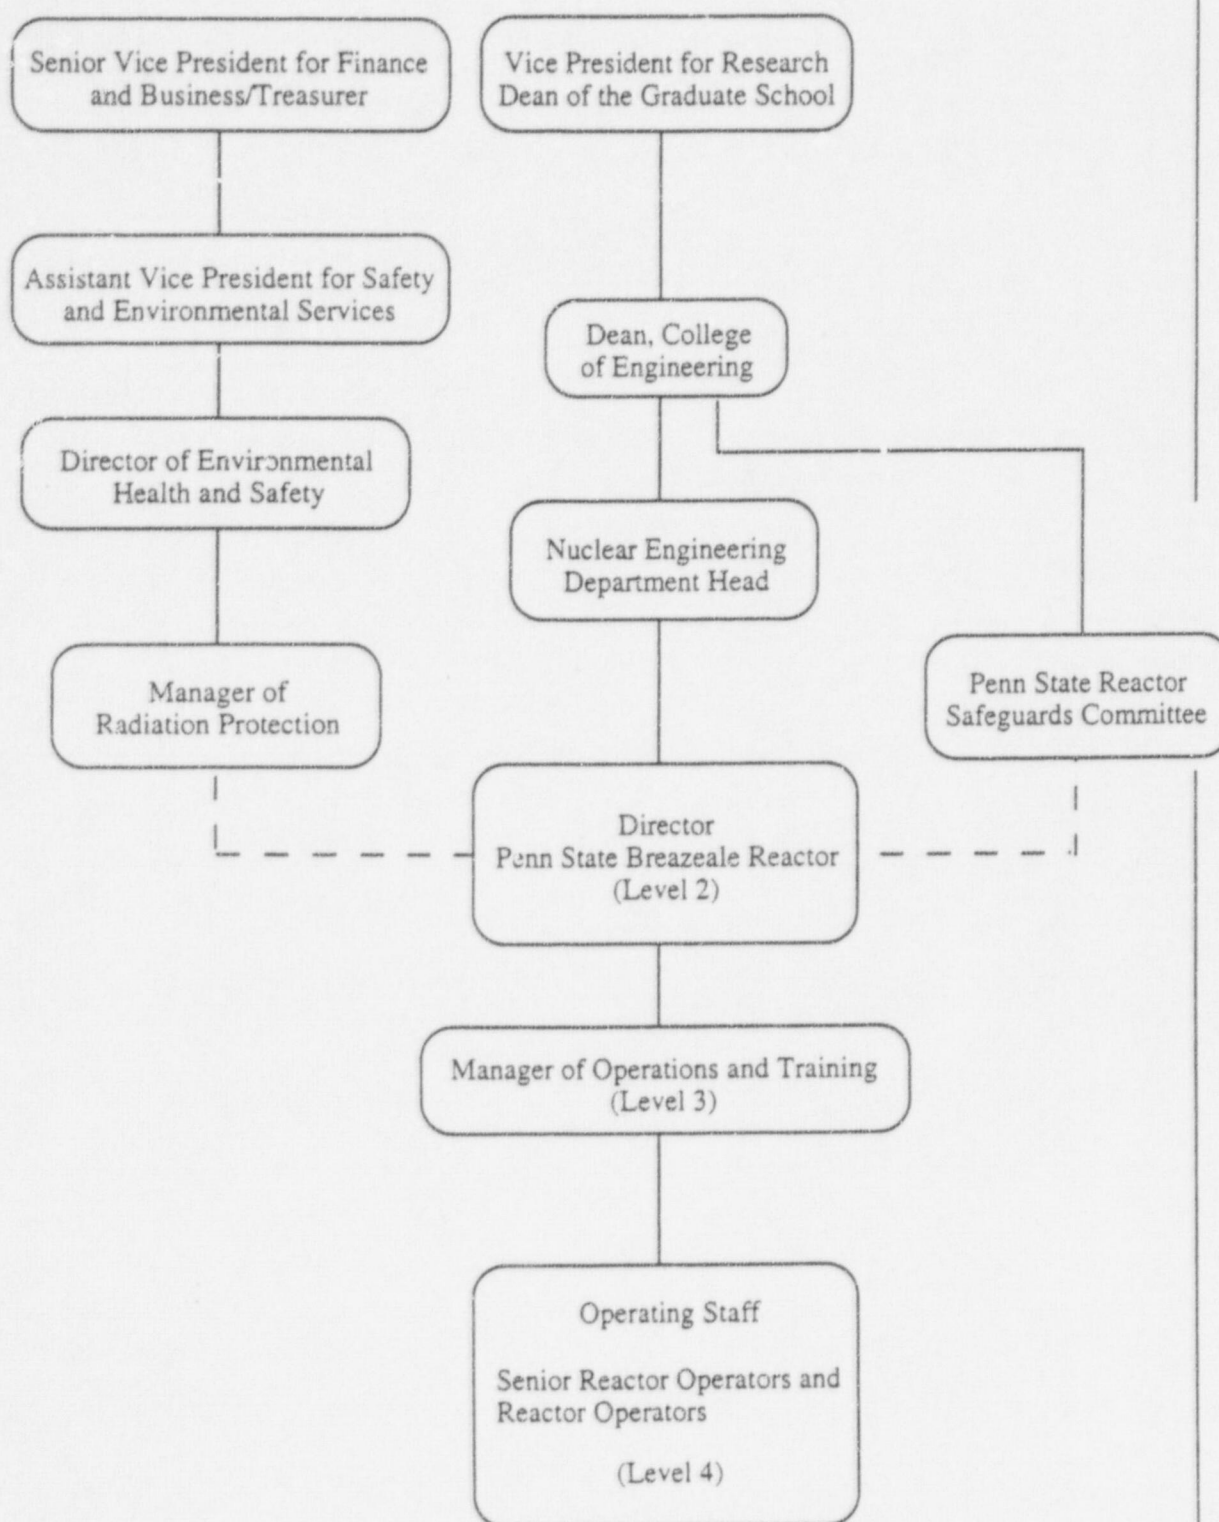 Senior Vice President for Finance
and Business/Treasurer
Vice President for Research
Dean of the Graduate School
Assistant Vice President for Safety
and Environmental Services
Dean, College
of Engineering
Director of Environmental
Health and Safety
Nuclear Engineering
Department Head
Manager of
Radiation Protection
Penn State Reactor
Safeguards Committee
Director
Penn State Breazeale Reactor
(Level 2)
Manager of Operations and Training
(Level 3)
Operating Staff
Senior Reactor Operators and
Reactor Operators
(Level 4)